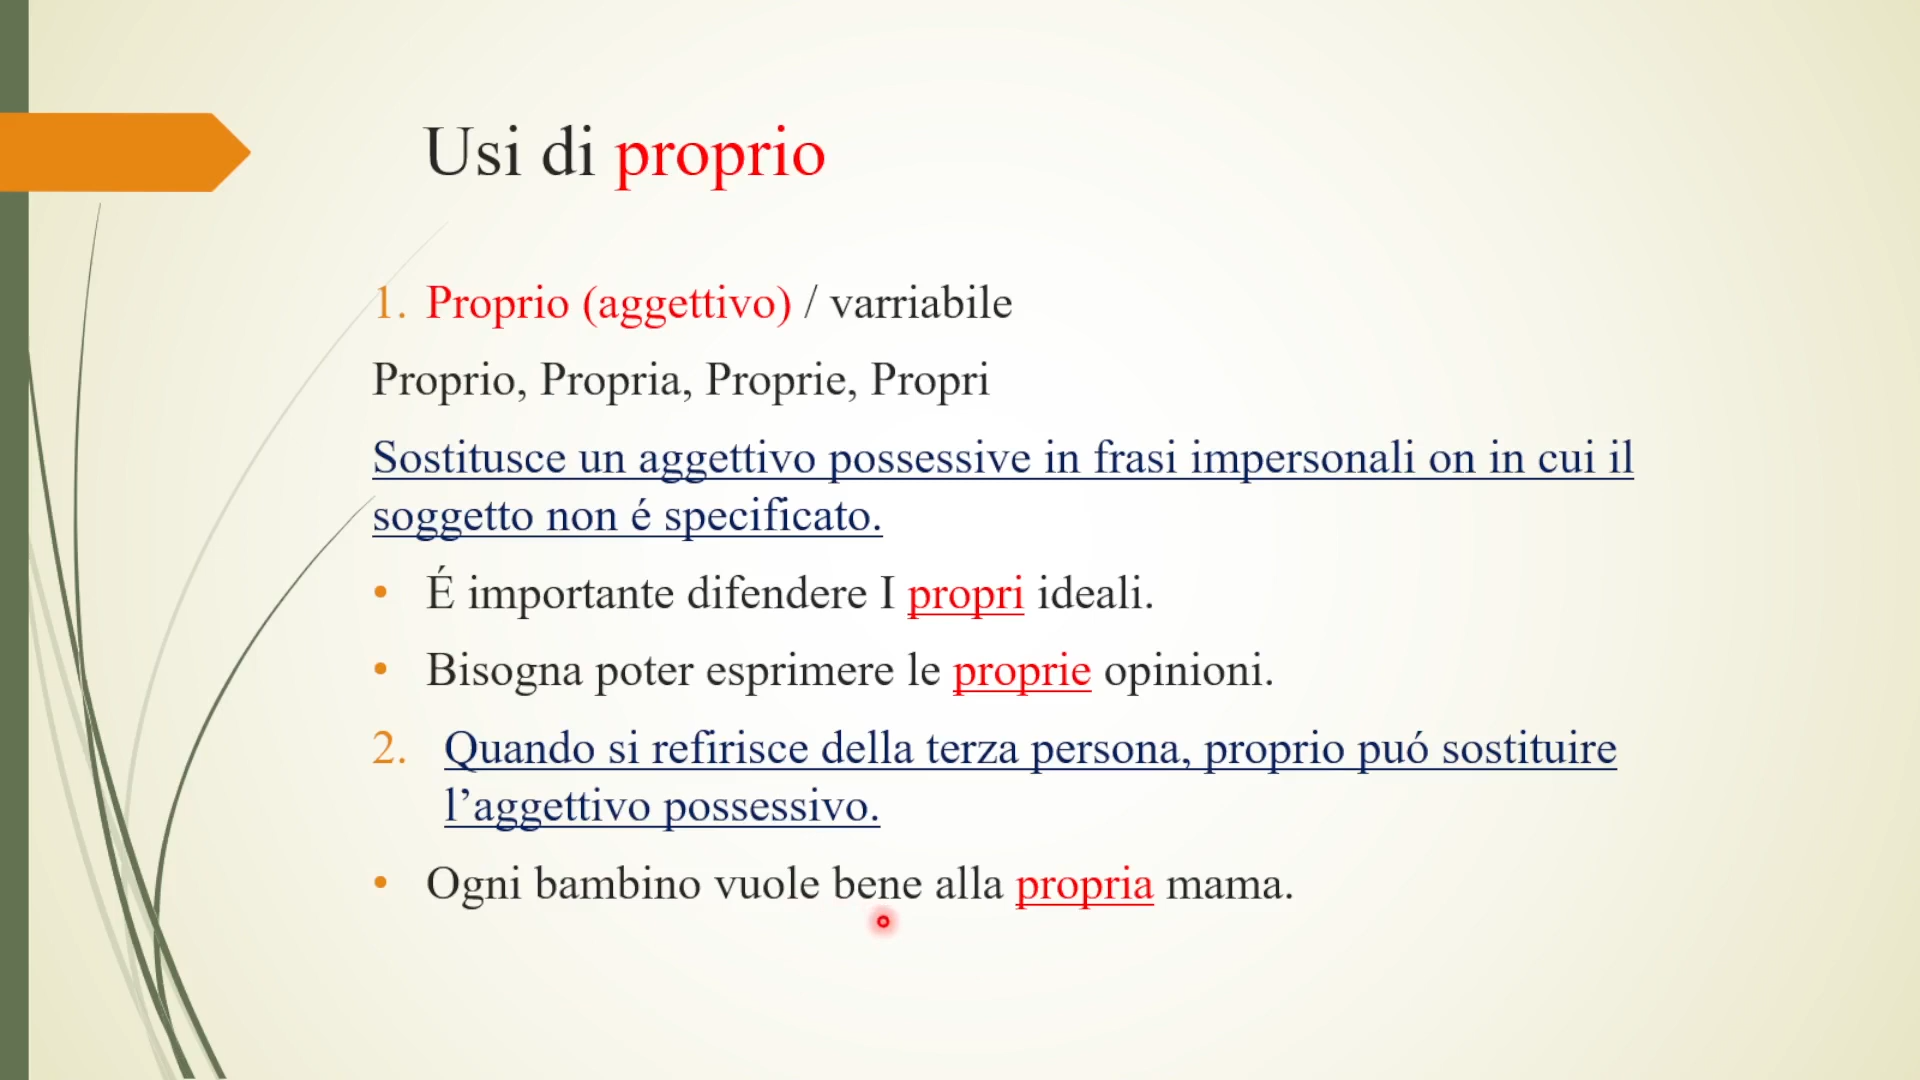 Usi di proprio
1. Proprio (aggettivo) / varriabile
Proprio, Propria, Proprie, Propri
Sostitusce un aggettivo possessive in frasi impersonali on in cui il
soggetto non é specificato.
• É importante difendere I propri ideali.
• Bisogna poter esprimere le proprie opinioni.
2. Quando si refirisce della terza persona, proprio puó sostituire
l’aggettivo possessivo.
• Ogni bambino vuole bene alla propria mama.